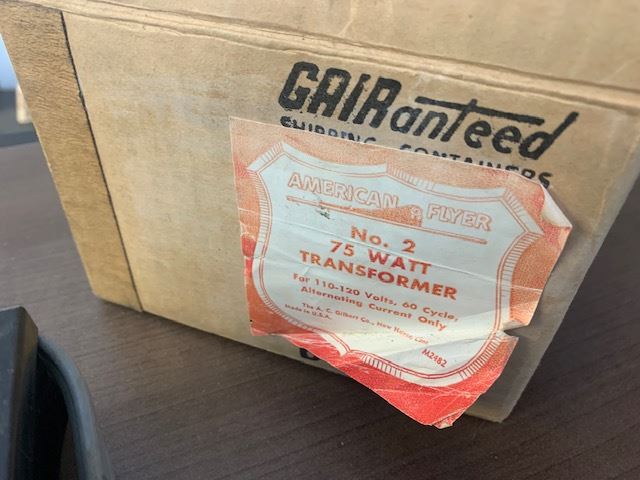 GAIRanteed
SHIPPING CONTAINERS
AMERICAN FLYER
No. 2
75 WATT
TRANSFORMER
For 110-120 Volts, 60 Cycle,
Alternating Current Only
The A. C. Gilbert Co., New Haven, Conn.
Made in U.S.A.
M2482